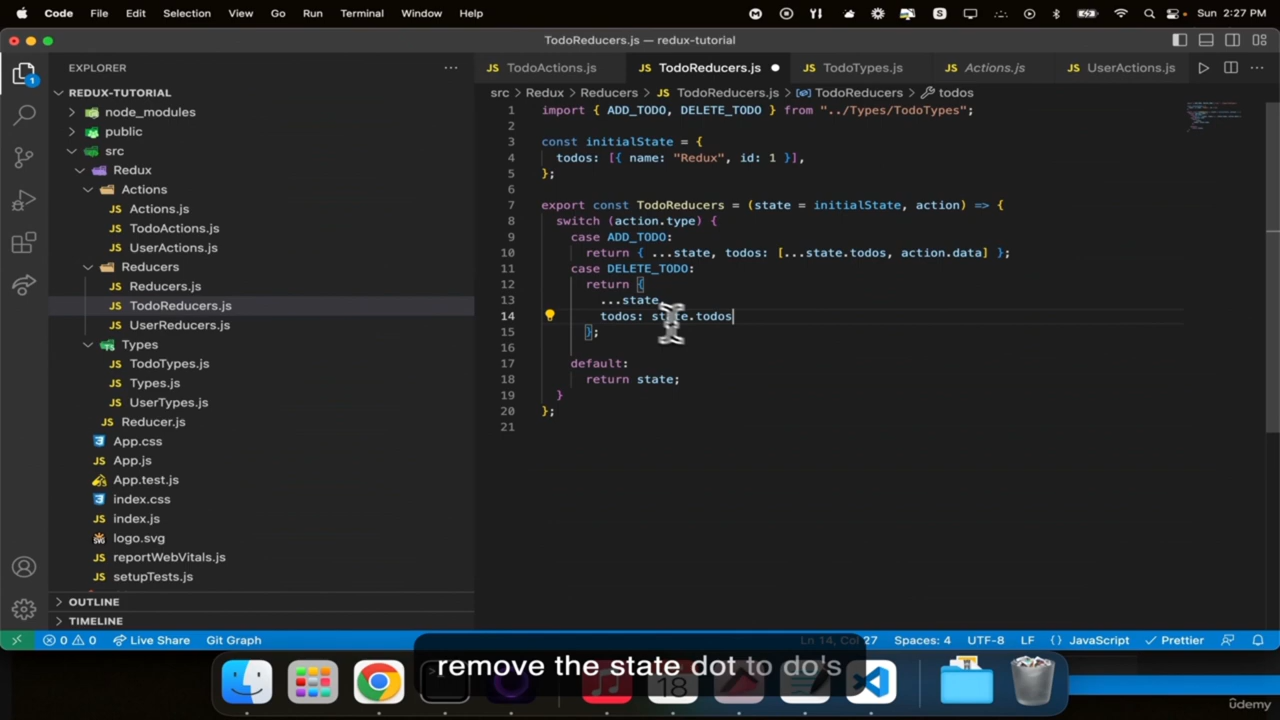 Code File Edit Selection View Go Run Terminal Window Help Sun 2:27 PM
TodoReducers.js — redux-tutorial
EXPLORER
TodoActions.js TodoReducers.js TodoTypes.js Actions.js UserActions.js
REDUX-TUTORIAL
node_modules
public
src
Redux
Actions
Actions.js
TodoActions.js
UserActions.js
Reducers
Reducers.js
TodoReducers.js
UserReducers.js
Types
TodoTypes.js
Types.js
UserTypes.js
Reducer.js
App.css
App.js
App.test.js
index.css
index.js
logo.svg
reportWebVitals.js
setupTests.js
OUTLINE
TIMELINE
src > Redux > Reducers > TodoReducers.js > TodoReducers > todos
1 import { ADD_TODO, DELETE_TODO } from "../Types/TodoTypes";
2
3 const initialState = {
4 todos: [{ name: "Redux", id: 1 }],
5 };
6
7 export const TodoReducers = (state = initialState, action) => {
8 switch (action.type) {
9 case ADD_TODO:
10 return { ...state, todos: [...state.todos, action.data] };
11 case DELETE_TODO:
12 return {
13 ...state,
14 todos: state.todos
15 };
16
17 default:
18 return state;
19 }
20 };
21
0 0 Live Share Git Graph Ln 14, Col 27 Spaces: 4 UTF-8 LF {} JavaScript Prettier
remove the state dot to do's
18
udemy